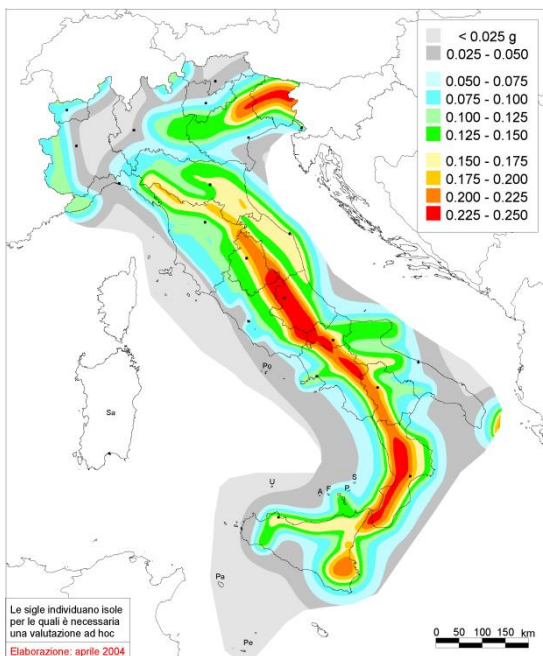 < 0.025 g
0.025 - 0.050
0.050 - 0.075
0.075 - 0.100
0.100 - 0.125
0.125 - 0.150
0.150 - 0.175
0.175 - 0.200
0.200 - 0.225
0.225 - 0.250
Po
Sa
U
S
A F P
Pa
Pe
Le sigle individuano isole
per le quali è necessaria
una valutazione ad hoc
Elaborazione: aprile 2004
0 50 100 150 km